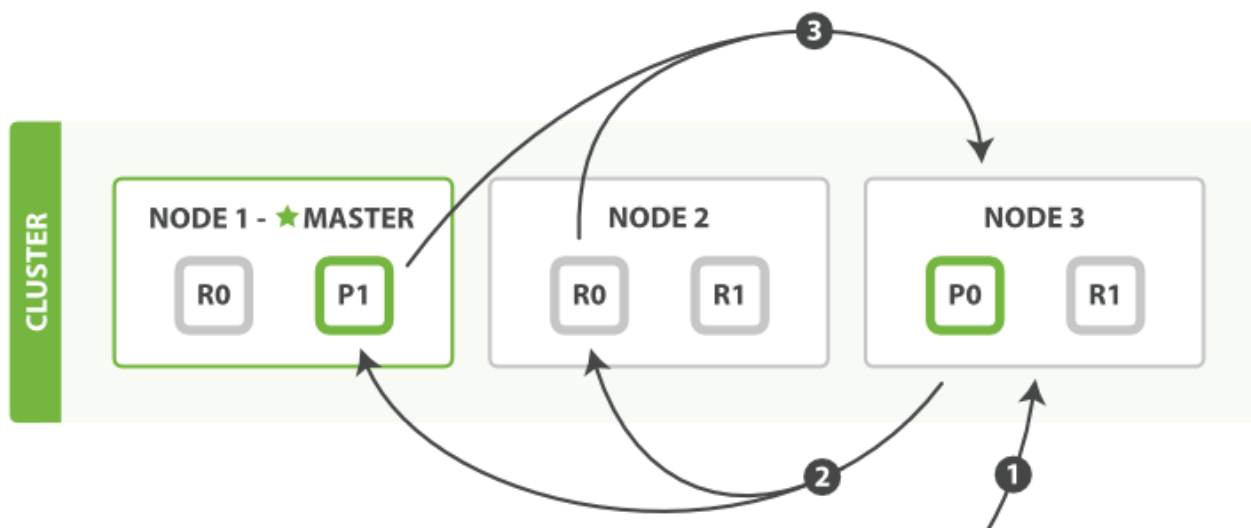 3
CLUSTER
NODE 1 - ★ MASTER
R0
P1
NODE 2
R0
R1
NODE 3
P0
R1
2
1